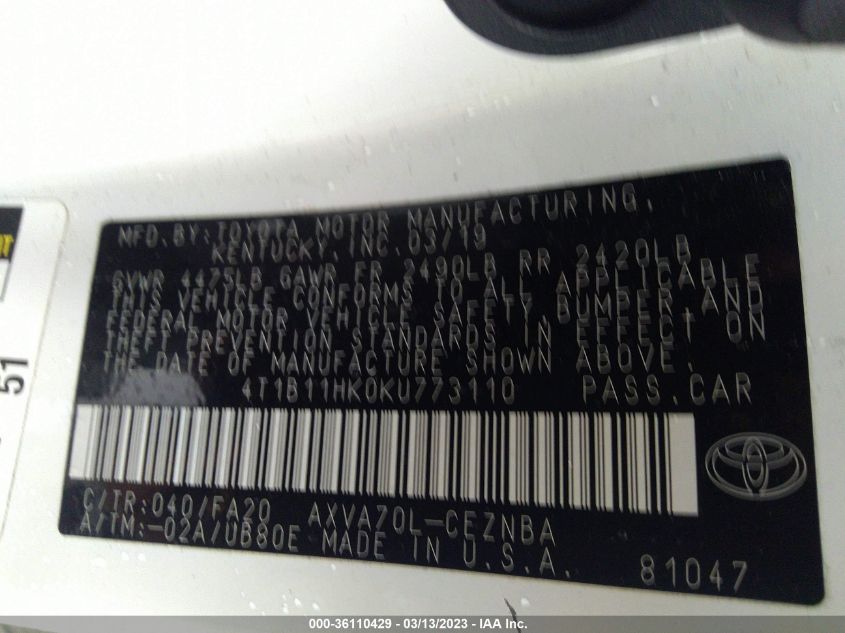 MFD. BY: TOYOTA MOTOR MANUFACTURING,
KENTUCKY, INC. 03/19
GVWR 4475LB GAWR FR 2490LB RR 2420LB
THIS VEHICLE CONFORMS TO ALL APPLICABLE
FEDERAL MOTOR VEHICLE SAFETY, BUMPER, AND
THEFT PREVENTION STANDARDS IN EFFECT ON
THE DATE OF MANUFACTURE SHOWN ABOVE.
4T1B11HK0KU773110 PASS.CAR
C/TR:040/FA20 AXVA70L-CEZNBA
A/TM:-02A/UB80E MADE IN U.S.A.
81047
51
000-36110429 - 03/13/2023 - IAA Inc.